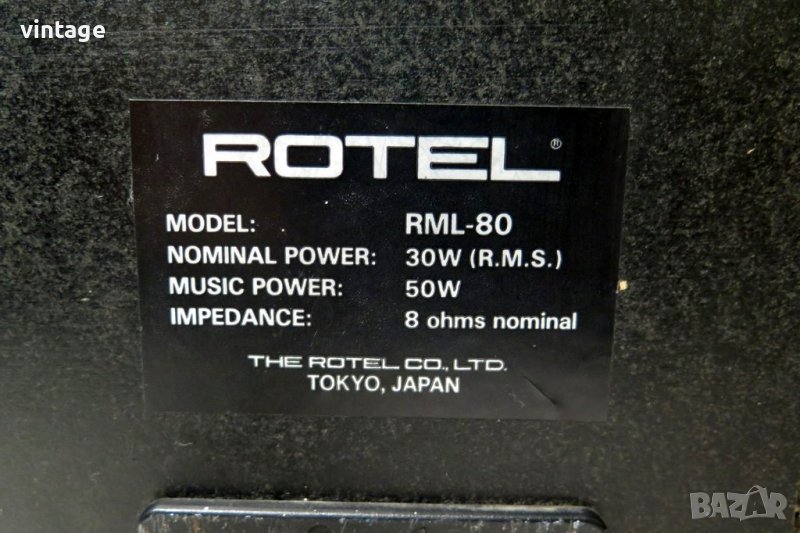 vintage
ROTEL®
MODEL: RML-80
NOMINAL POWER: 30W (R.M.S.)
MUSIC POWER: 50W
IMPEDANCE: 8 ohms nominal
THE ROTEL CO., LTD.
TOKYO, JAPAN
BAZAR